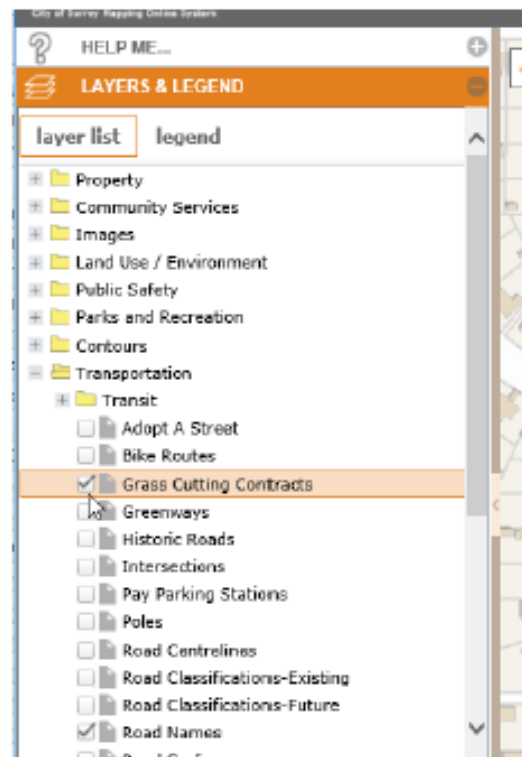 City of Surrey Mapping Online System
HELP ME...
LAYERS & LEGEND
layer list legend
Property
Community Services
Images
Land Use / Environment
Public Safety
Parks and Recreation
Contours
Transportation
Transit
Adopt A Street
Bike Routes
Grass Cutting Contracts
Greenways
Historic Roads
Intersections
Pay Parking Stations
Poles
Road Centrelines
Road Classifications-Existing
Road Classifications-Future
Road Names